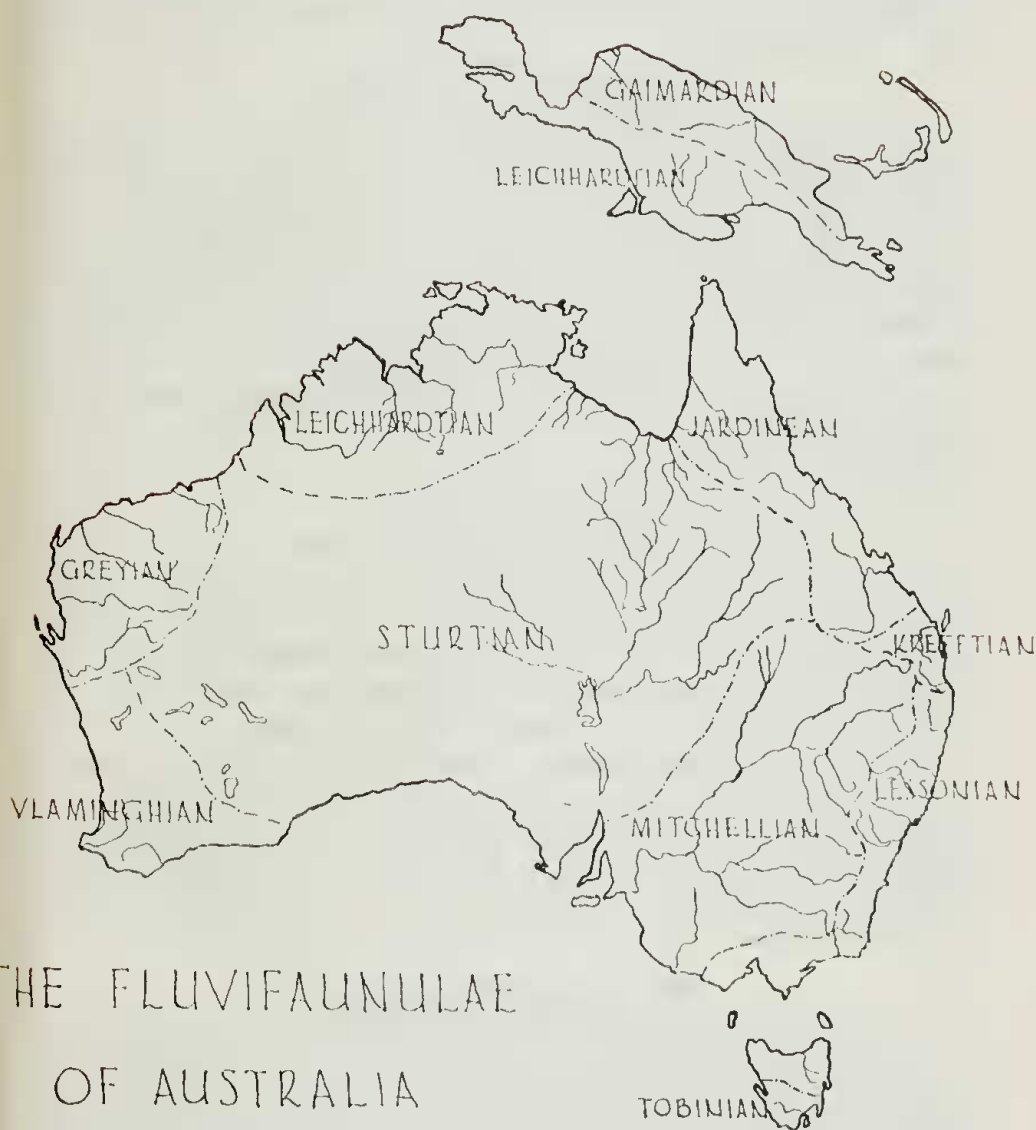 GAIMARDIAN
LEICHHARDTIAN
LEICHHARDTIAN
JARDINEAN
GREYIAN
STURTIAN
KREFFTIAN
VLAMINGHIAN
MITCHELLIAN
LESSONIAN
THE FLUVIFAUNULAE
OF AUSTRALIA
TOBINIAN